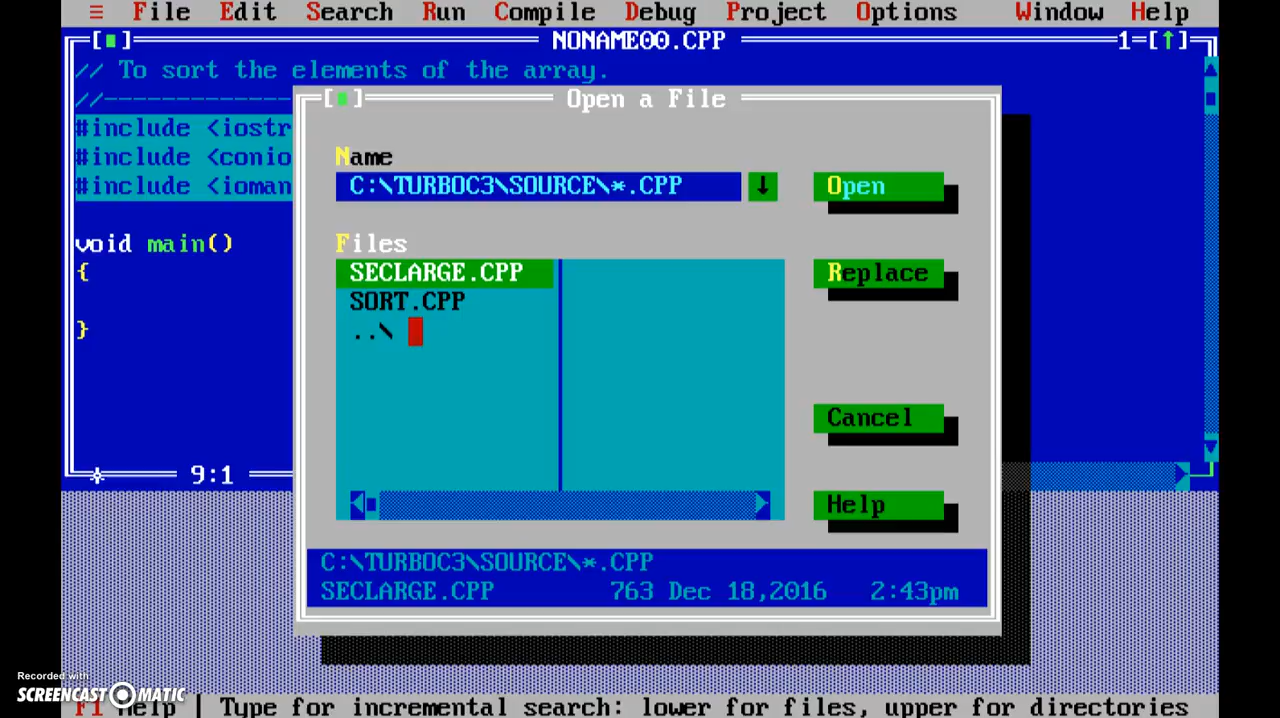 ≡ File Edit Search Run Compile Debug Project Options Window Help
[■] NONAME00.CPP 1=[↑]
// To sort the elements of the array.
//---------------
#include <iostr
#include <conio
#include <ioman
void main()
{
}
9:1
[■] Open a File
Name
C:\TURBOC3\SOURCE\*.CPP ↓
Open
Files
SECLARGE.CPP
SORT.CPP
..\
Replace
Cancel
Help
C:\TURBOC3\SOURCE\*.CPP
SECLARGE.CPP 763 Dec 18,2016 2:43pm
Recorded with
SCREENCAST-O-MATIC
F1 Help | Type for incremental search: lower for files, upper for directories